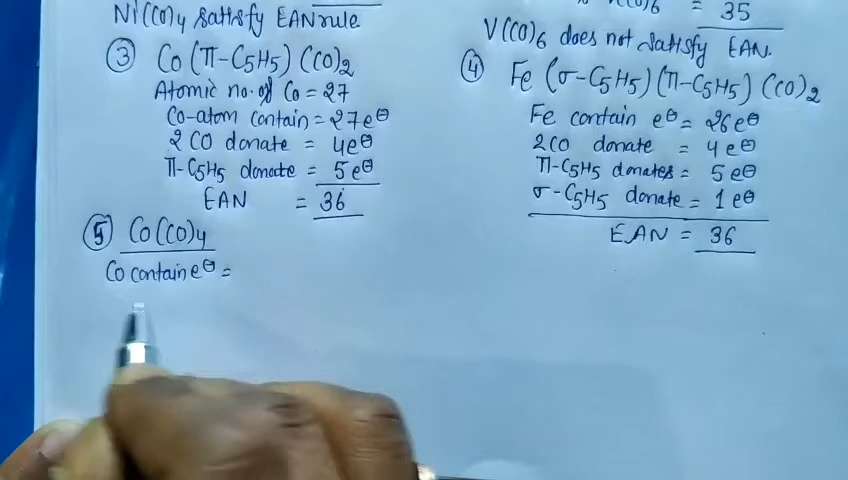 Ni(CO)4 satisfy EAN rule
③ Co (π-C5H5) (CO)2
Atomic no. of Co = 27
Co-atom contain = 27e⊖
2 CO donate = 4e⊖
π-C5H5 donate = 5e⊖
EAN = 36
⑤ Co(CO)4
Co contain e⊖ =
= 35
V(CO)6 does not satisfy EAN.
④ Fe (σ-C5H5) (π-C5H5) (CO)2
Fe contain e⊖ = 26e⊖
2CO donate = 4e⊖
π-C5H5 donates = 5e⊖
σ-C5H5 donate = 1e⊖
EAN = 36